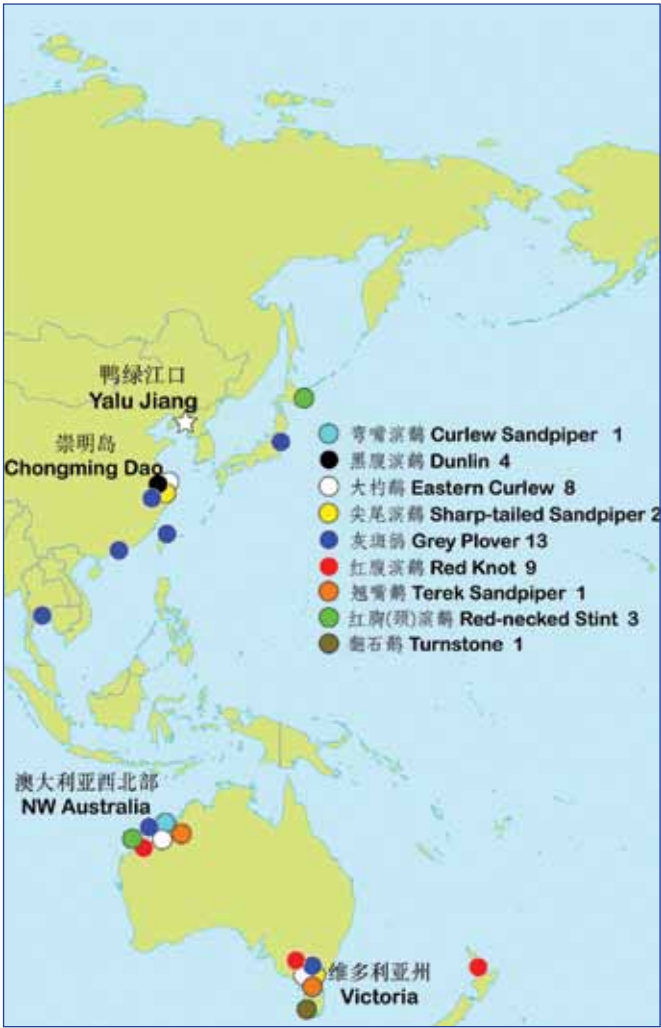 鸭绿江口
Yalu Jiang
崇明岛
Chongming Dao
弯嘴滨鹬 Curlew Sandpiper 1
黑腹滨鹬 Dunlin 4
大杓鹬 Eastern Curlew 8
尖尾滨鹬 Sharp-tailed Sandpiper 2
灰斑鸻 Grey Plover 13
红腹滨鹬 Red Knot 9
翘嘴鹬 Terek Sandpiper 1
红胸(颈)滨鹬 Red-necked Stint 3
翻石鹬 Turnstone 1
澳大利亚西北部
NW Australia
维多利亚州
Victoria